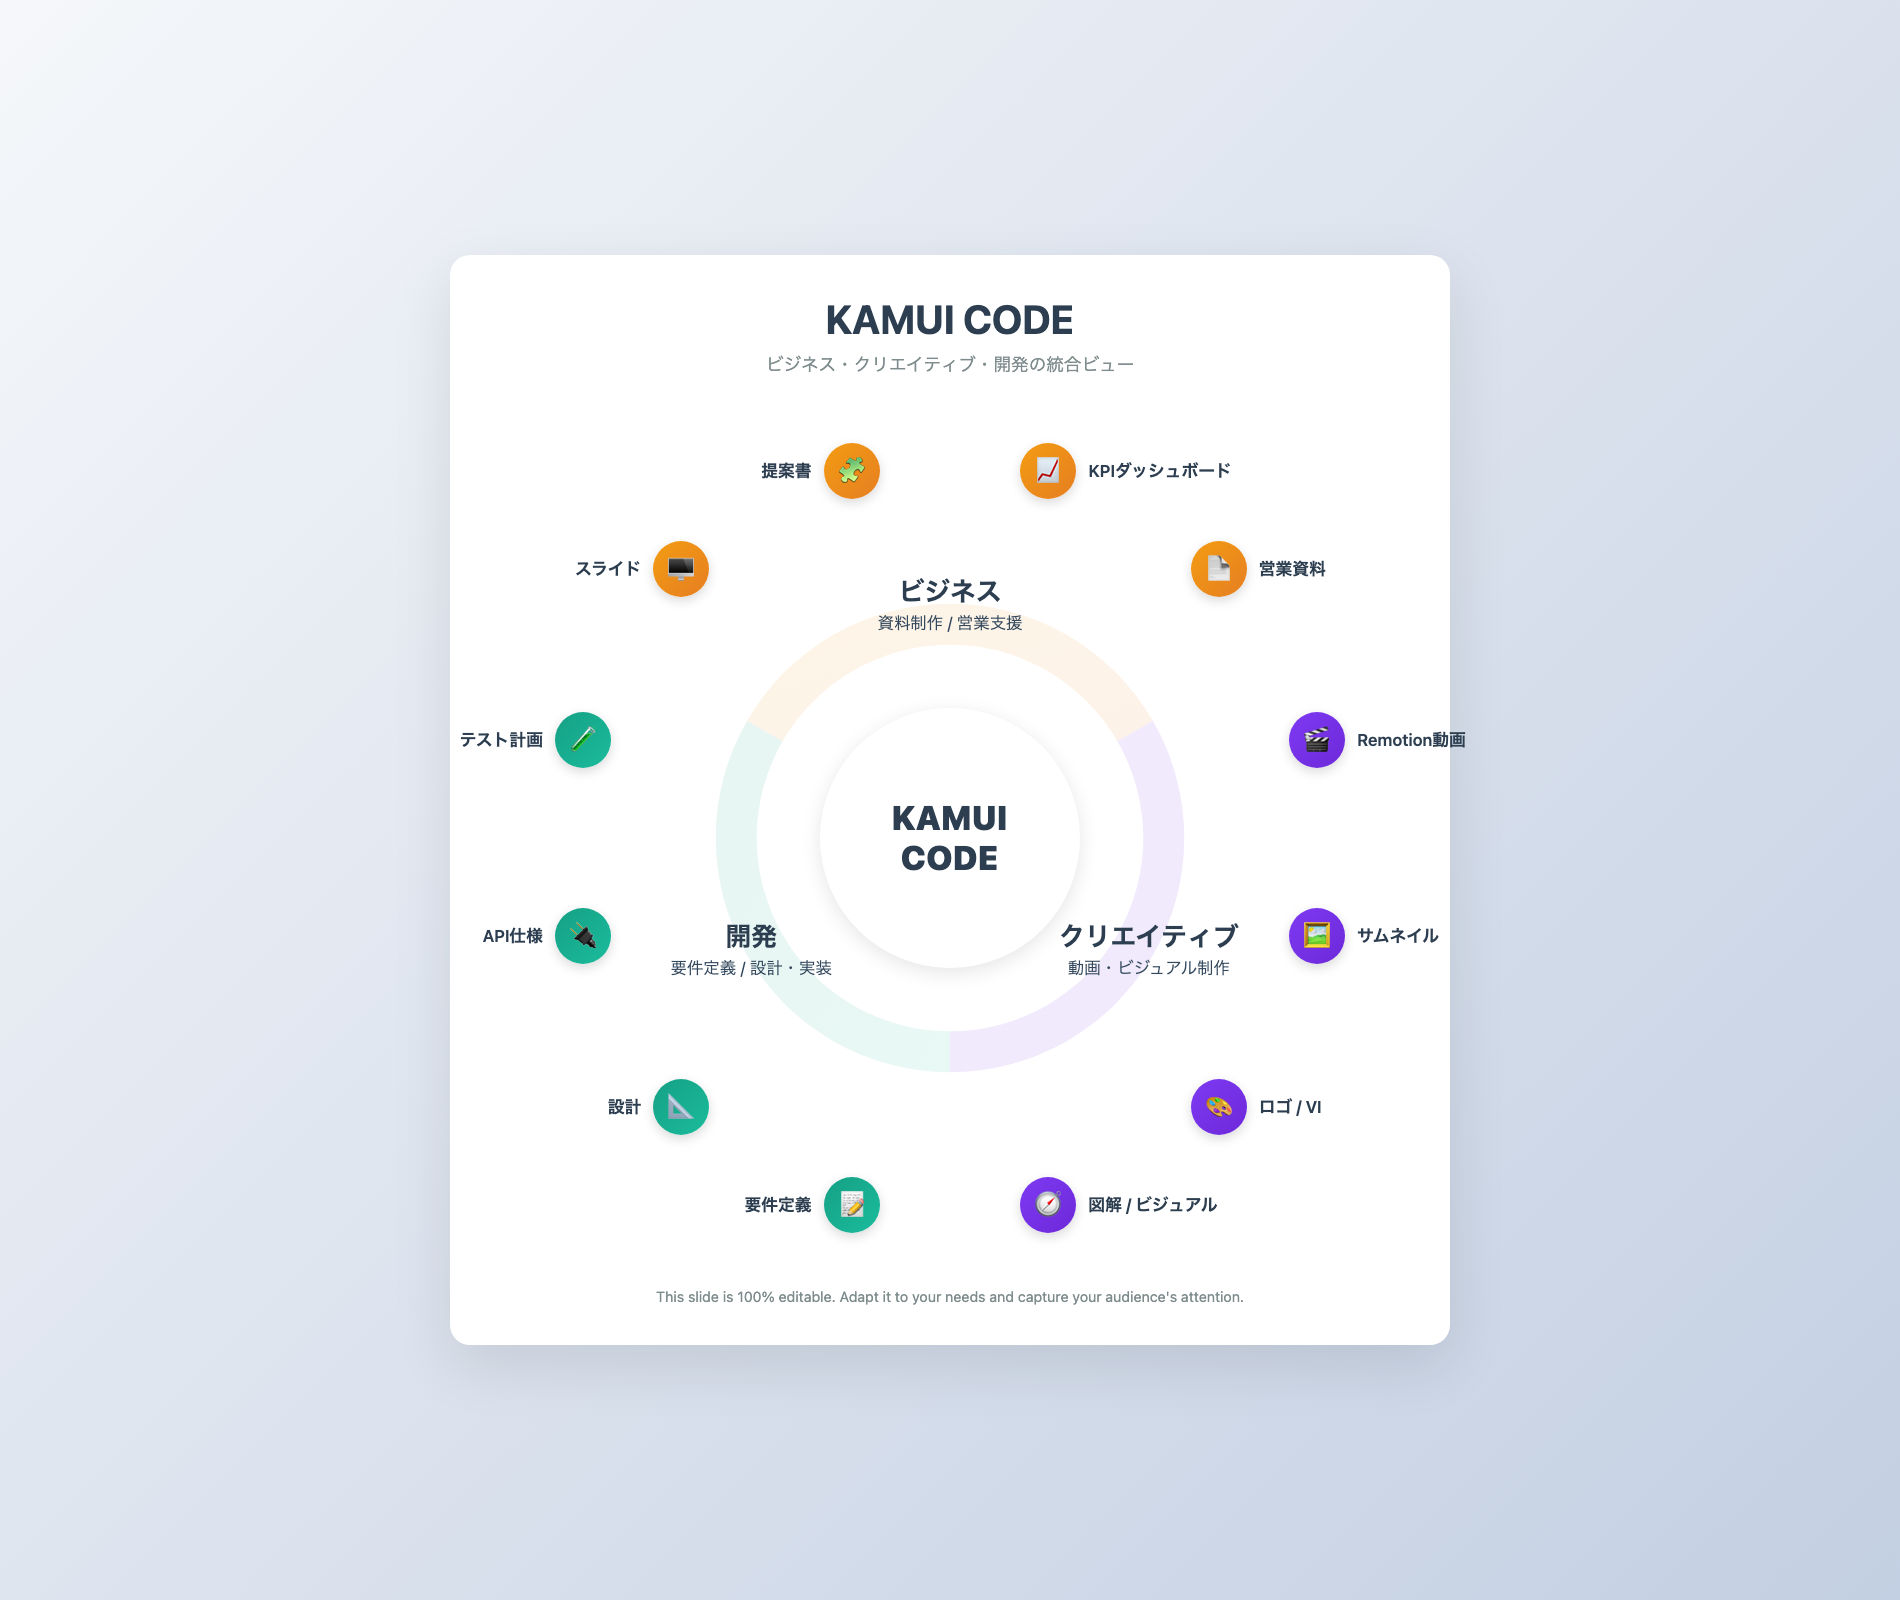 KAMUI CODE
ビジネス・クリエイティブ・開発の統合ビュー
提案書
KPIダッシュボード
スライド
営業資料
ビジネス
資料制作 / 営業支援
テスト計画
Remotion動画
KAMUI
CODE
API仕様
開発
要件定義 / 設計・実装
クリエイティブ
動画・ビジュアル制作
サムネイル
設計
ロゴ / VI
要件定義
図解 / ビジュアル
This slide is 100% editable. Adapt it to your needs and capture your audience's attention.